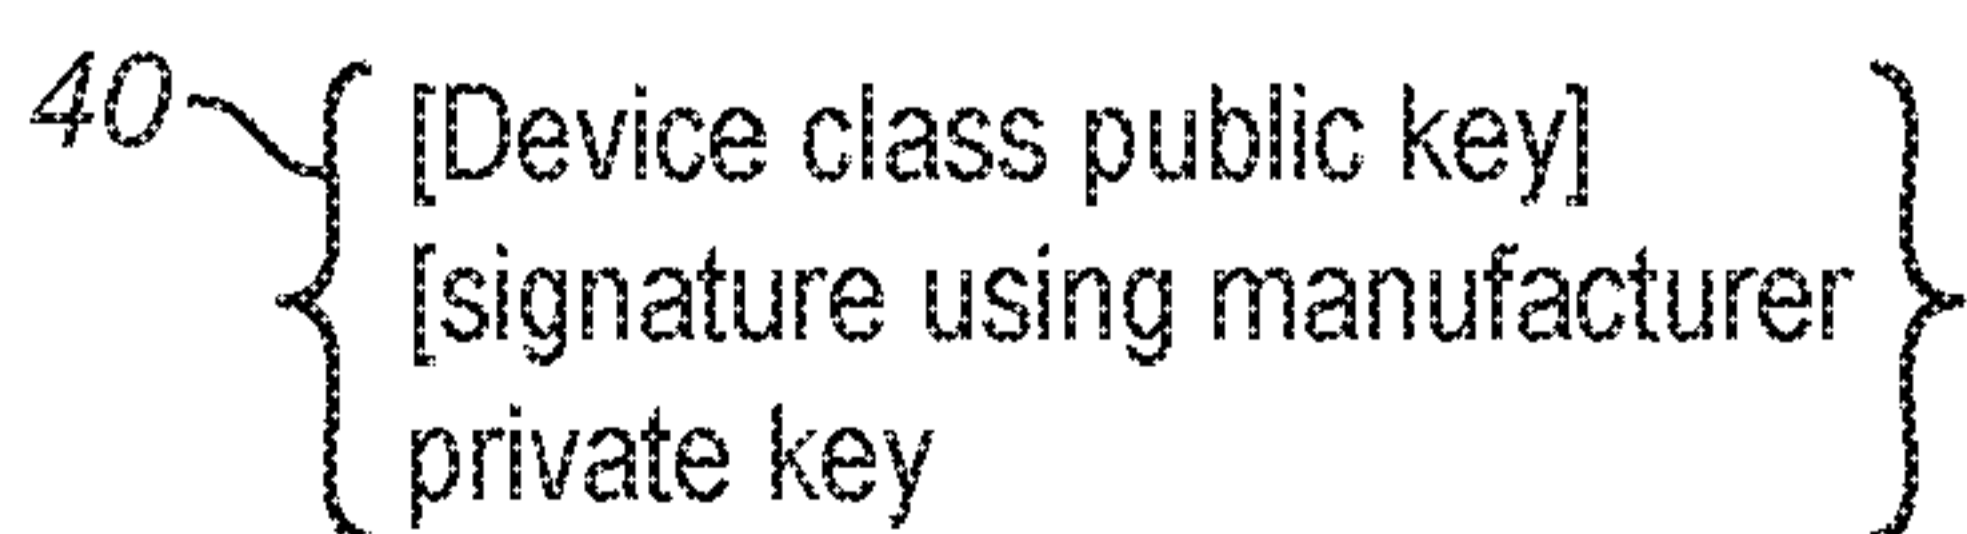 40 [Device class public key]
[signature using manufacturer
private key